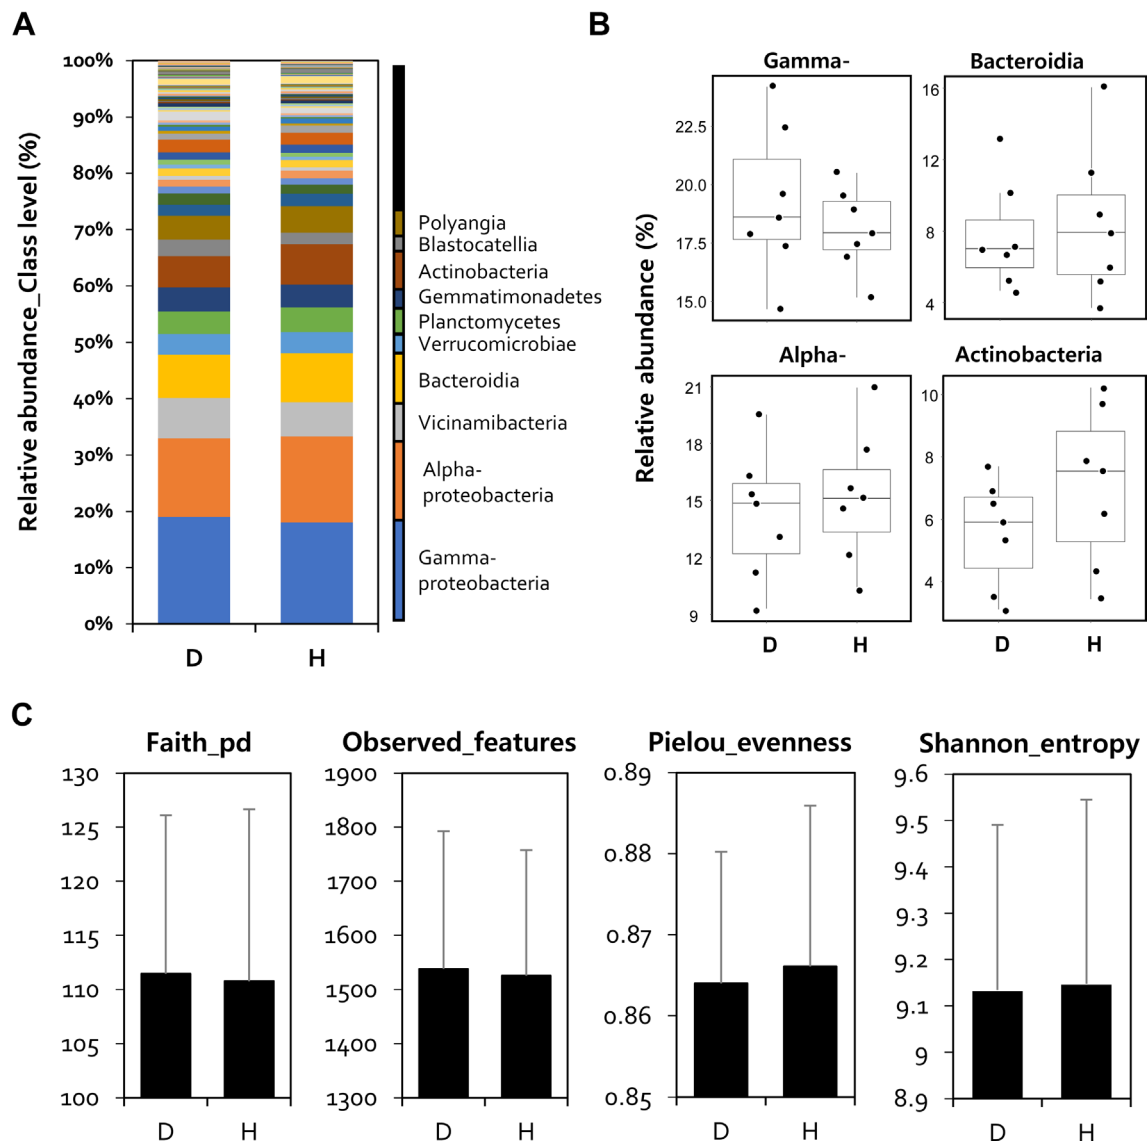 A
Relative abundance_Class level (%)
100%
90%
80%
70%
60%
50%
40%
30%
20%
10%
0%
D
H
Polyangia
Blastocatellia
Actinobacteria
Gemmatimonadetes
Planctomycetes
Verrucomicrobiae
Bacteroidia
Vicinamibacteria
Alpha-
proteobacteria
Gamma-
proteobacteria
B
Relative abundance (%)
Gamma-
22.5
20.0
17.5
15.0
Bacteroidia
16
12
8
4
Alpha-
21
18
15
12
9
D
H
Actinobacteria
10
8
6
4
D
H
C
Faith_pd
130
125
120
115
110
105
100
D
H
Observed_features
1900
1800
1700
1600
1500
1400
1300
D
H
Pielou_evenness
0.89
0.88
0.87
0.86
0.85
D
H
Shannon_entropy
9.6
9.5
9.4
9.3
9.2
9.1
9
8.9
D
H